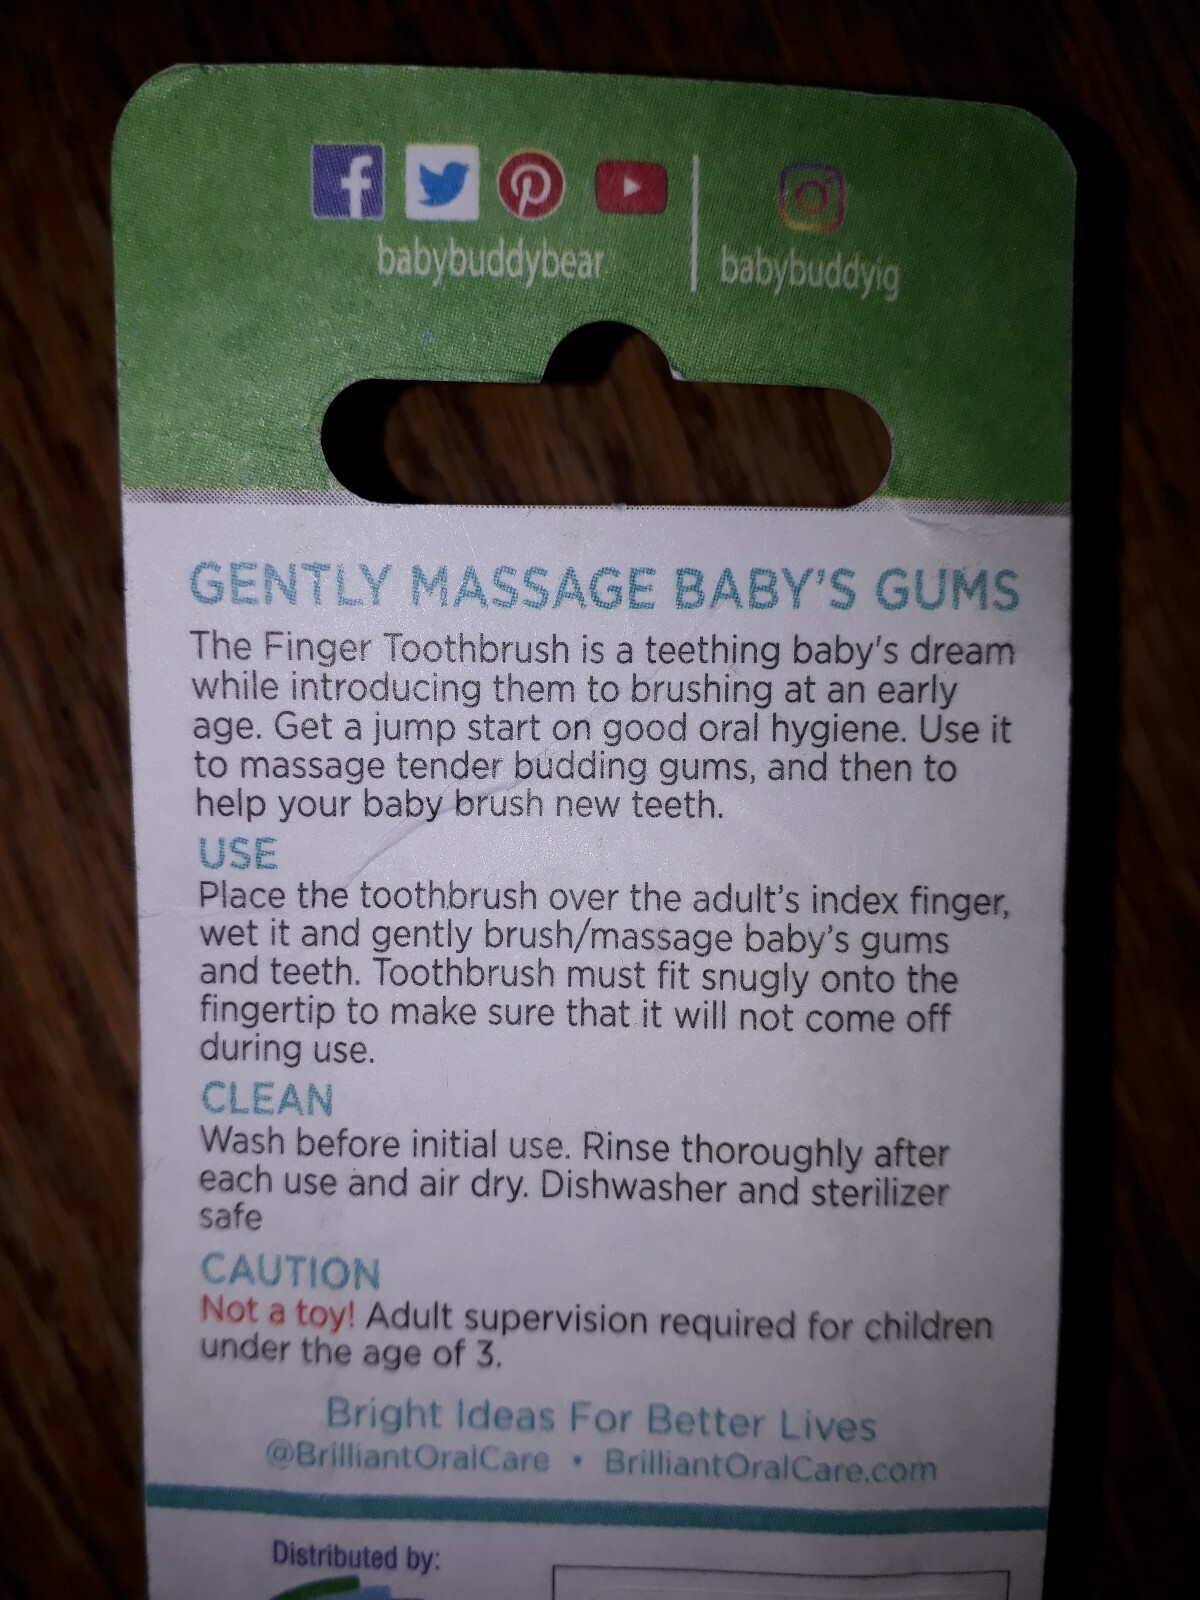 babybuddybear
babybuddyig
GENTLY MASSAGE BABY'S GUMS
The Finger Toothbrush is a teething baby's dream
while introducing them to brushing at an early
age. Get a jump start on good oral hygiene. Use it
to massage tender budding gums, and then to
help your baby brush new teeth.
USE
Place the toothbrush over the adult's index finger,
wet it and gently brush/massage baby's gums
and teeth. Toothbrush must fit snugly onto the
fingertip to make sure that it will not come off
during use.
CLEAN
Wash before initial use. Rinse thoroughly after
each use and air dry. Dishwasher and sterilizer
safe
CAUTION
Not a toy! Adult supervision required for children
under the age of 3.
Bright Ideas For Better Lives
@BrilliantOralCare • BrilliantOralCare.com
Distributed by: